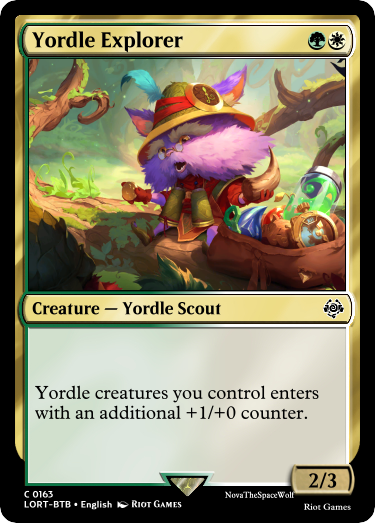 Yordle Explorer
Creature — Yordle Scout
Yordle creatures you control enters
with an additional +1/+0 counter.
2/3
C 0163
LORT-BTB • English Riot Games
NovaTheSpaceWolf
Riot Games